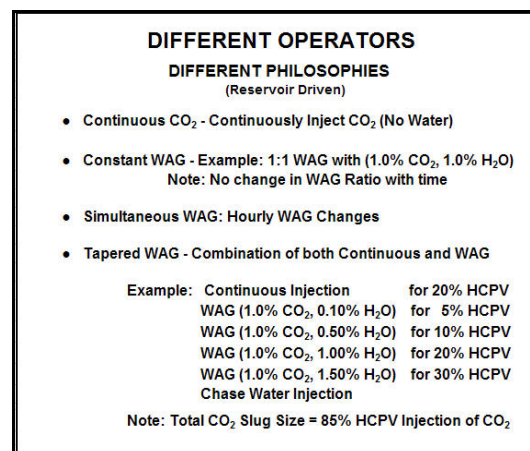 DIFFERENT OPERATORS
DIFFERENT PHILOSOPHIES
(Reservoir Driven)
● Continuous CO₂ - Continuously Inject CO₂ (No Water)
● Constant WAG - Example: 1:1 WAG with (1.0% CO₂, 1.0% H₂O)
Note: No change in WAG Ratio with time
● Simultaneous WAG: Hourly WAG Changes
● Tapered WAG - Combination of both Continuous and WAG
Example: Continuous Injection for 20% HCPV
WAG (1.0% CO₂, 0.10% H₂O) for 5% HCPV
WAG (1.0% CO₂, 0.50% H₂O) for 10% HCPV
WAG (1.0% CO₂, 1.00% H₂O) for 20% HCPV
WAG (1.0% CO₂, 1.50% H₂O) for 30% HCPV
Chase Water Injection
Note: Total CO₂ Slug Size = 85% HCPV Injection of CO₂